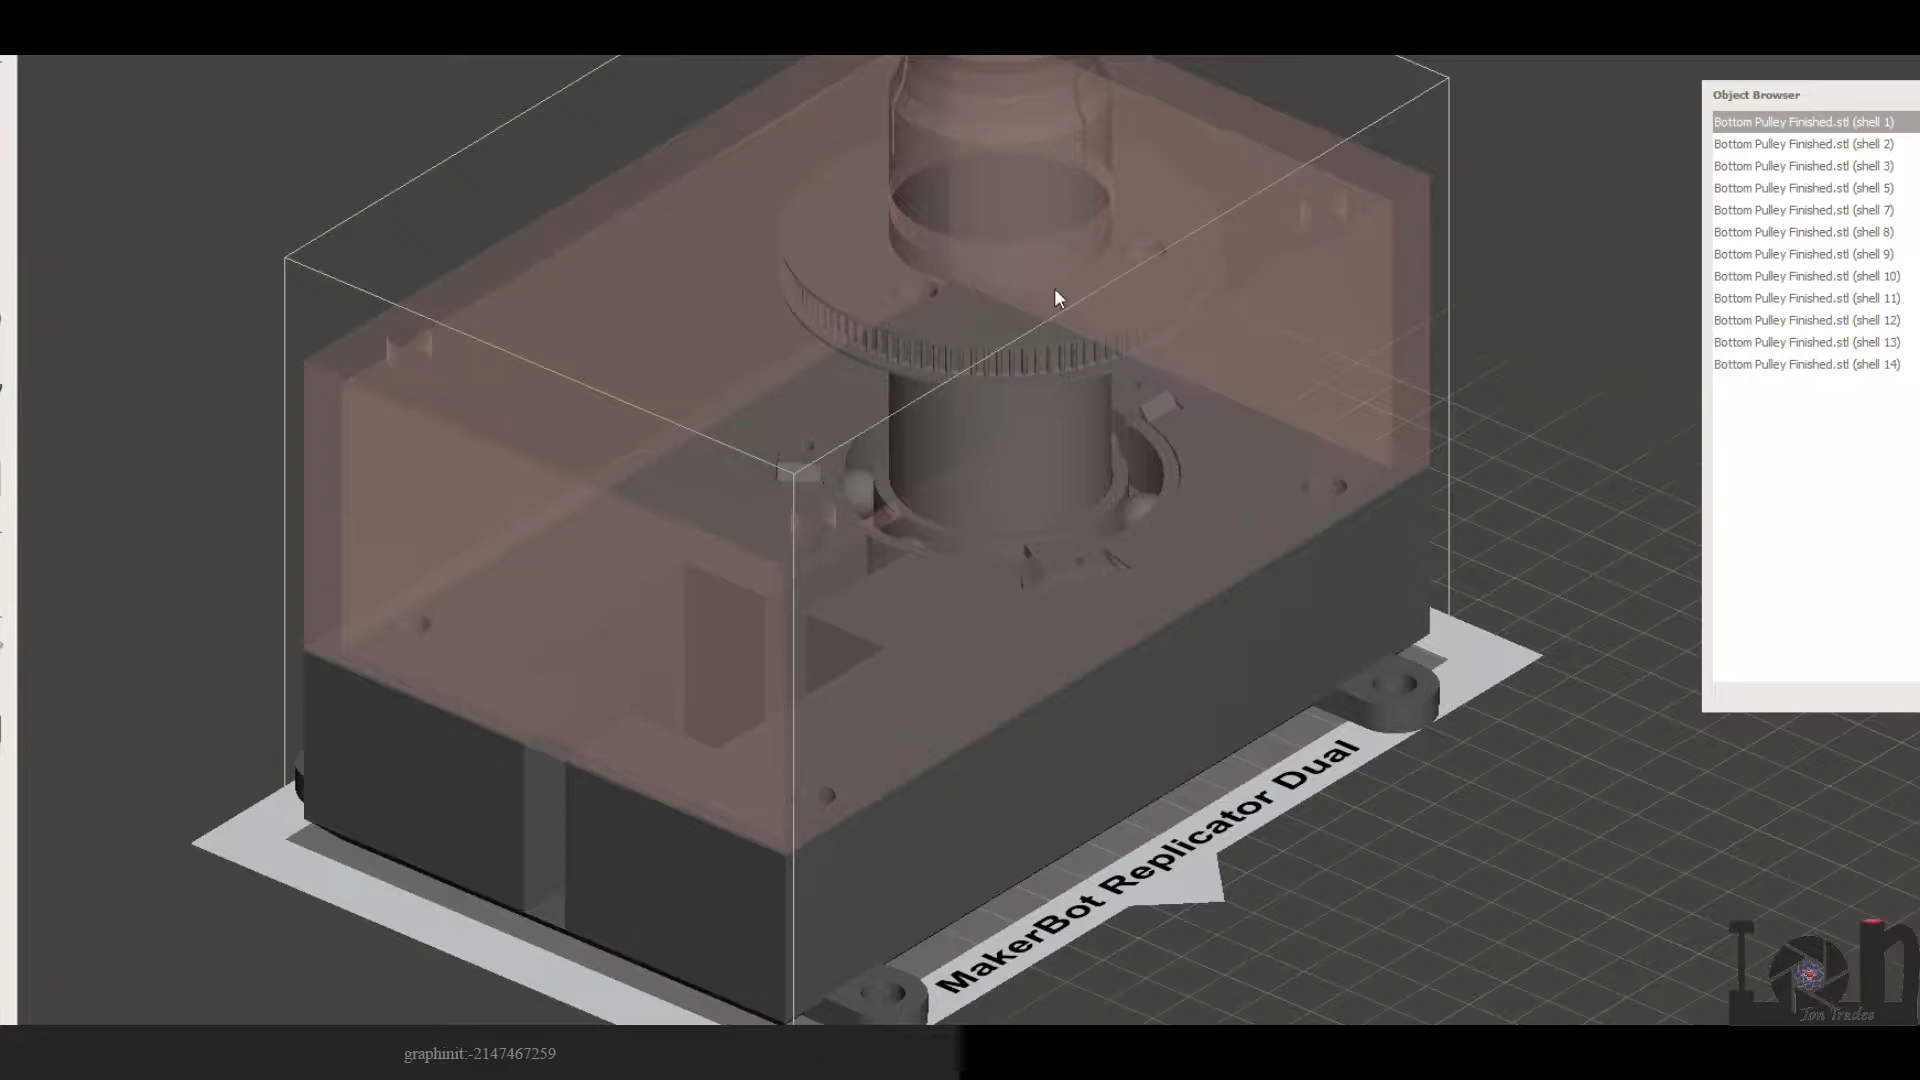 Object Browser
Bottom Pulley Finished.stl (shell 1)
Bottom Pulley Finished.stl (shell 2)
Bottom Pulley Finished.stl (shell 3)
Bottom Pulley Finished.stl (shell 5)
Bottom Pulley Finished.stl (shell 7)
Bottom Pulley Finished.stl (shell 8)
Bottom Pulley Finished.stl (shell 9)
Bottom Pulley Finished.stl (shell 10)
Bottom Pulley Finished.stl (shell 11)
Bottom Pulley Finished.stl (shell 12)
Bottom Pulley Finished.stl (shell 13)
Bottom Pulley Finished.stl (shell 14)
MakerBot Replicator Dual
Ion
Ion Trades
graphinit:-2147467259